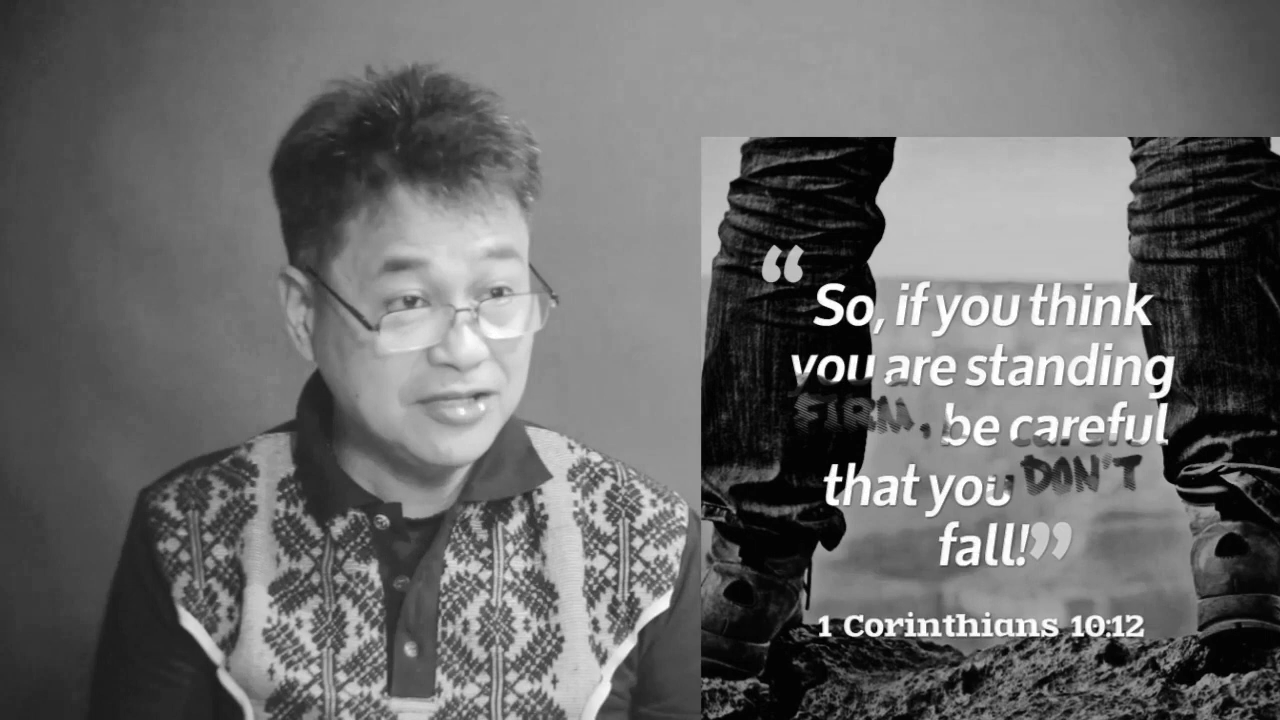 “So, if you think
you are standing
FIRM, be careful
that you DON'T
fall!”
1 Corinthians 10:12